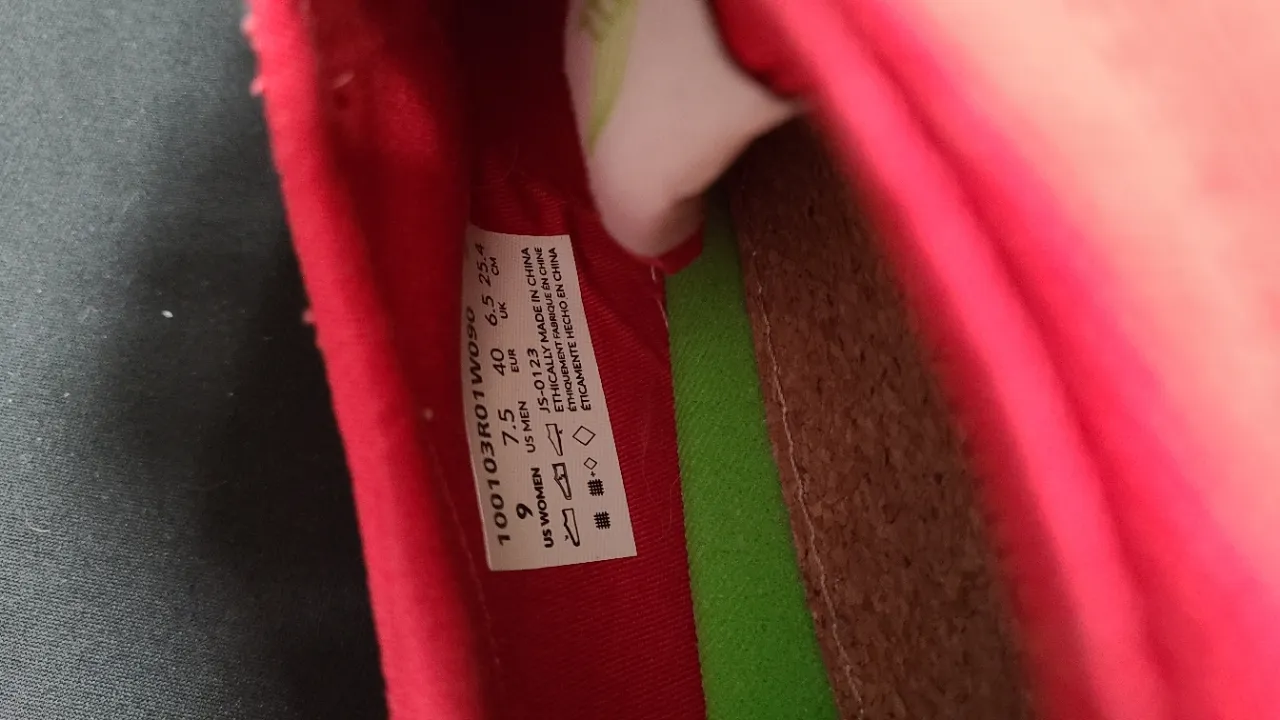 100103R01W090
9 7.5 40 6.5 25.4
US WOMEN US MEN EUR UK CM
JS-0123
ETHICALLY MADE IN CHINA
ÉTHIQUEMENT FABRIQUÉ EN CHINE
ÉTICAMENTE HECHO EN CHINA